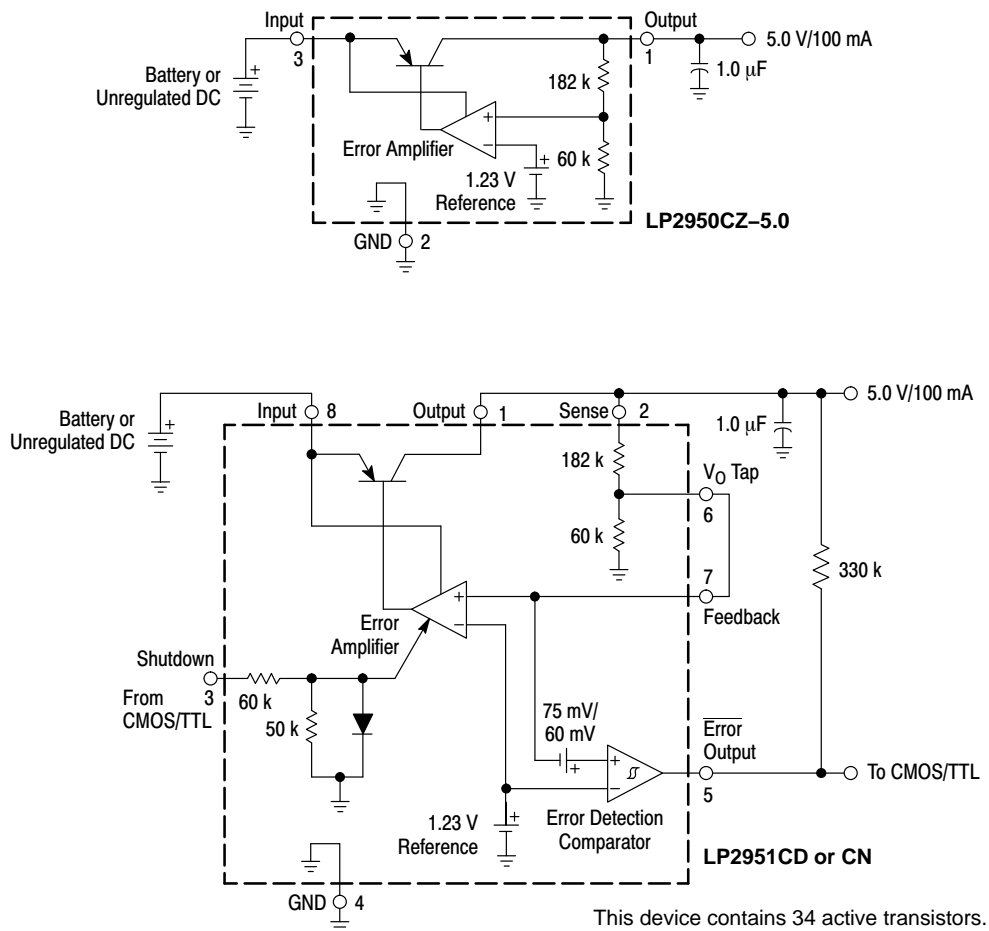 Input
3
Output
1
5.0 V/100 mA
1.0 μF
182 k
Battery or
Unregulated DC
+
+
−
Error Amplifier
60 k
+
1.23 V
Reference
GND 2
LP2950CZ–5.0
Battery or
Unregulated DC
+
Input 8
Output 1
Sense 2
5.0 V/100 mA
1.0 μF
182 k
VO Tap
6
60 k
330 k
7
Feedback
+
−
Error
Amplifier
Shutdown
3
From
CMOS/TTL
60 k
50 k
75 mV/
60 mV
+
+
−
Error
Output
5
To CMOS/TTL
+
1.23 V
Reference
Error Detection
Comparator
LP2951CD or CN
GND 4
This device contains 34 active transistors.